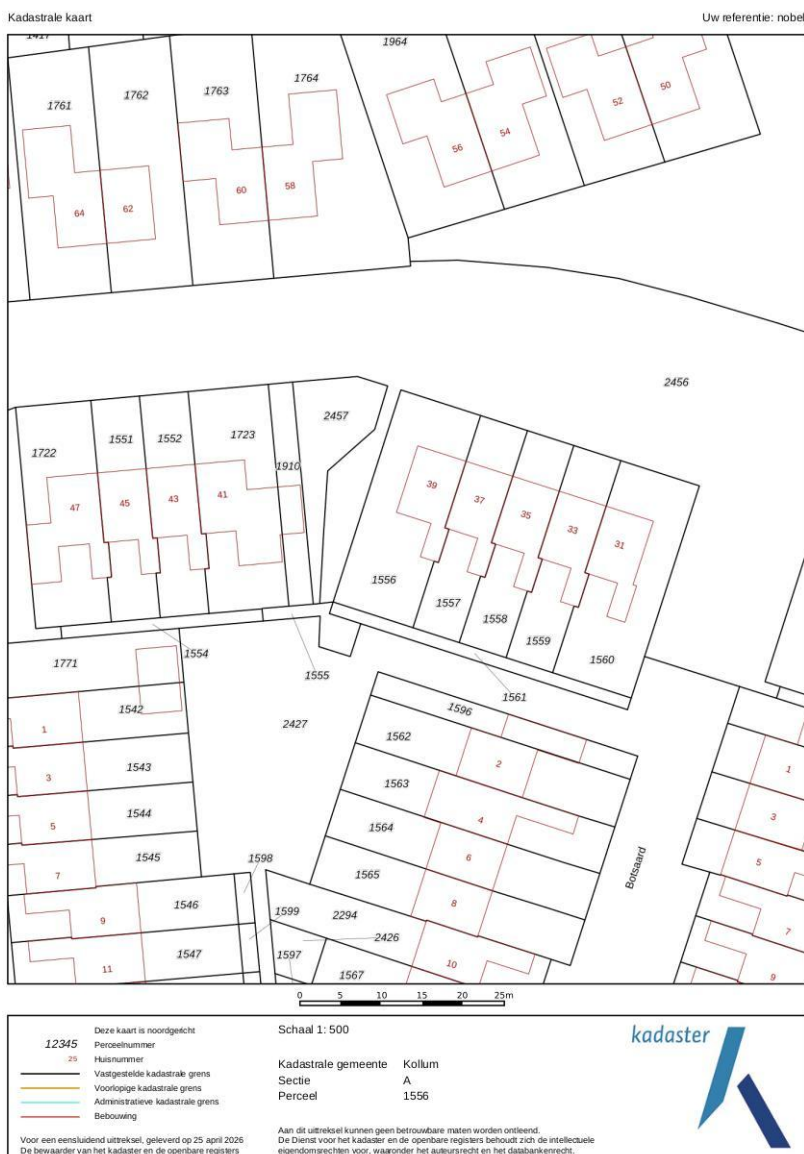 Kadastrale kaart Uw referentie: nobel
1417
1964
1761 1762 1763 1764
52 50
56 54
64 62 60 58
2456
2457
1722 1551 1552 1723
1910
47 45 43 41
39 37 35 33 31
1556
1557
1558
1559
1560
1554
1555
1561
1771
1542
2427
1596
1562
1 2 1
1563
1543
3 4 3
1544
1564
5 6 5
1545
1598
1565
7 8 7
Botsaard
1546
1599
2294
9
2426
1547
1597
1567
11 10 9
0 5 10 15 20 25m
Deze kaart is noordgericht
12345 Perceelnummer
25 Huisnummer
Vastgestelde kadastrale grens
Voorlopige kadastrale grens
Administratieve kadastrale grens
Bebouwing
Voor een eensluidend uittreksel, geleverd op 25 april 2026
De bewaarder van het kadaster en de openbare registers
Schaal 1: 500
Kadastrale gemeente Kollum
Sectie A
Perceel 1556
Aan dit uittreksel kunnen geen betrouwbare maten worden ontleend.
De Dienst voor het kadaster en de openbare registers behoudt zich de intellectuele
eigendomsrechten voor, waaronder het auteursrecht en het databankenrecht.
kadaster